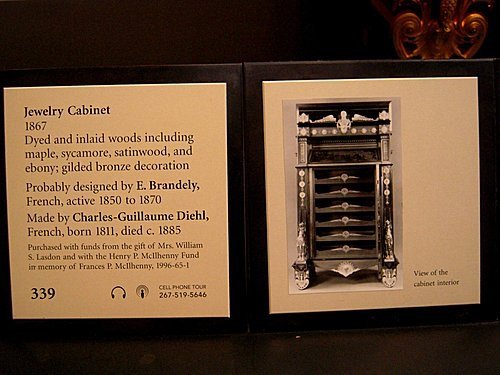 Jewelry Cabinet
1867
Dyed and inlaid woods including
maple, sycamore, satinwood, and
ebony; gilded bronze decoration
Probably designed by E. Brandely,
French, active 1850 to 1870
Made by Charles-Guillaume Diehl,
French, born 1811, died c. 1885
Purchased with funds from the gift of Mrs. William
S. Lasdon and with the Henry P. McIlhenny Fund
in memory of Frances P. McIlhenny, 1996-65-1
339
CELL PHONE TOUR
267-519-5646
View of the
cabinet interior